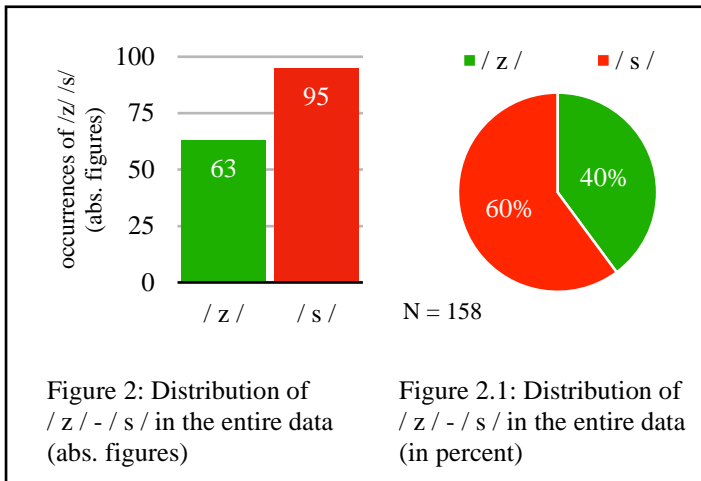 occurrences of /z/ /s/
(abs. figures)
100
75
50
25
0
63
95
/ z /
/ s /
/ z /
/ s /
40%
60%
N = 158
Figure 2: Distribution of
/ z / - / s / in the entire data
(abs. figures)
Figure 2.1: Distribution of
/ z / - / s / in the entire data
(in percent)